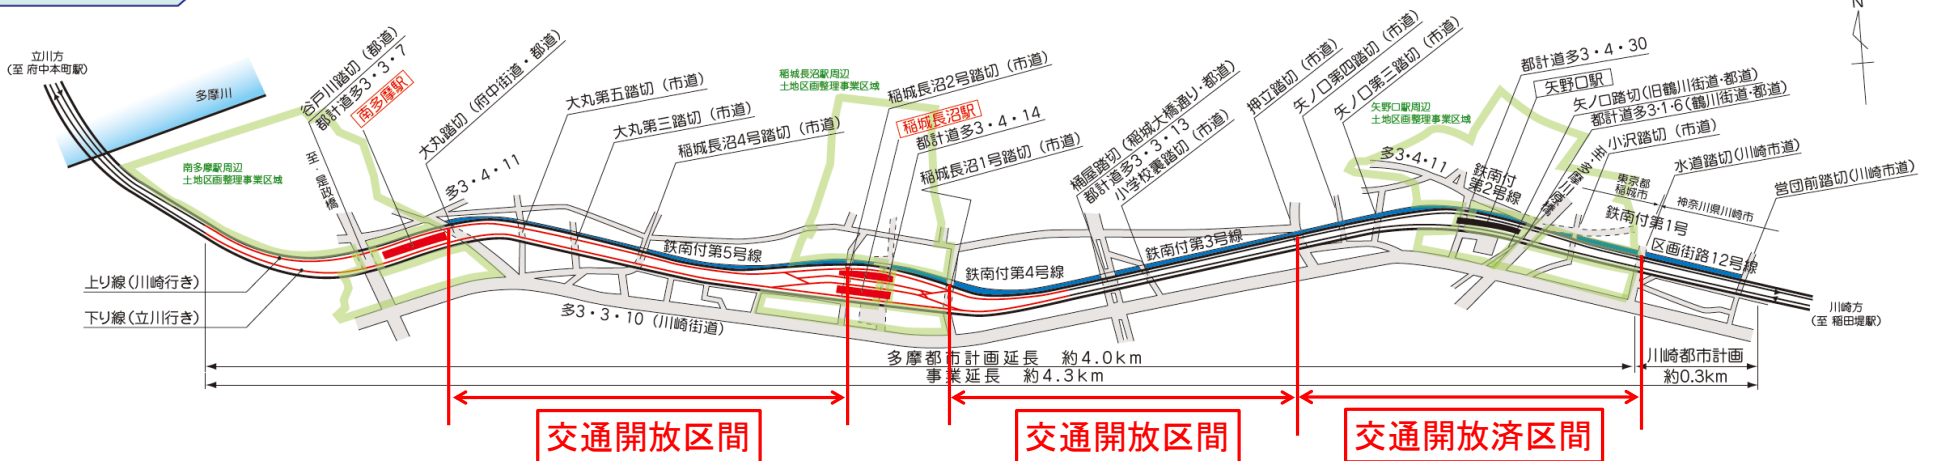 立川方
(至 府中本町駅)
多摩川
谷戸川踏切(都道)
都計道多3・3・7
南多摩駅
大丸踏切(府中街道・都道)
至・是政橋
南多摩駅周辺
土地区画整理事業区域
上り線(川崎行き)
下り線(立川行き)
多3・4・11
大丸第五踏切(市道)
大丸第三踏切(市道)
稲城長沼4号踏切(市道)
鉄南付第5号線
多3・3・10(川崎街道)
稲城長沼駅周辺
土地区画整理事業区域
稲城長沼2号踏切(市道)
稲城長沼駅
都計道多3・4・14
稲城長沼1号踏切(市道)
鉄南付第4号線
桶屋踏切(稲城大橋通り・都道)
都計道多3・3・13
小学校裏踏切(市道)
鉄南付第3号線
押立踏切(市道)
矢ノ口第四踏切(市道)
矢ノ口第三踏切(市道)
矢野口駅周辺
土地区画整理事業区域
多3・4・11
鉄南付
第2号線
都計道多3・4・30
矢野口駅
矢ノ口踏切(旧鶴川街道・都道)
都計道多3・1・6(鶴川街道・都道)
小沢踏切(市道)
至・多摩川原橋
東京都
稲城市
神奈川県川崎市
水道踏切(川崎市道)
営団前踏切(川崎市道)
鉄南付第1号
区画街路12号線
川崎方
(至 稲田堤駅)
N
多摩都市計画延長 約4.0km
川崎都市計画
約0.3km
事業延長 約4.3km
交通開放区間
交通開放区間
交通開放済区間